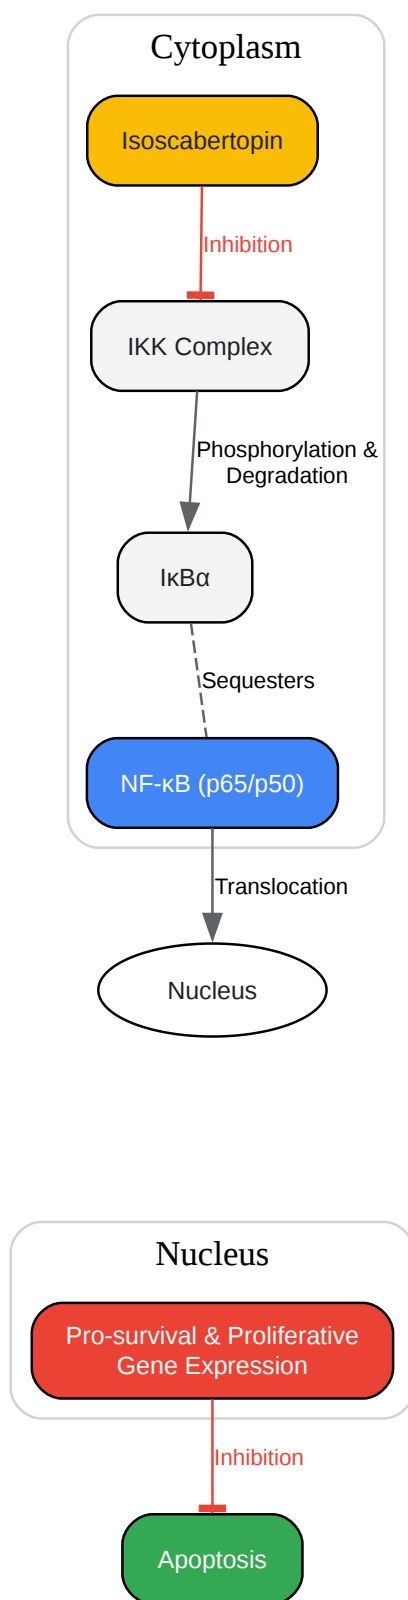 Cytoplasm
Isoscabertopin
Inhibition
IKK Complex
Phosphorylation &
Degradation
IκBα
Sequesters
NF-κB (p65/p50)
Translocation
Nucleus
Nucleus
Pro-survival & Proliferative
Gene Expression
Inhibition
Apoptosis